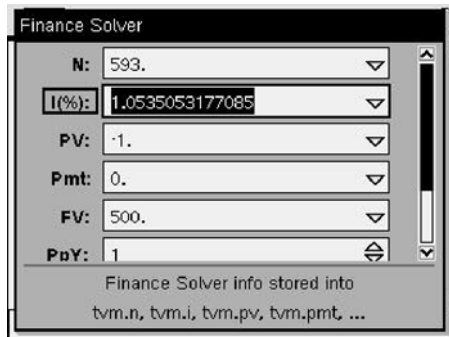 Finance Solver
N: 593.
I(%): 1.0535053177085
PV: -1.
Pmt: 0.
FV: 500.
PpY: 1
Finance Solver info stored into
tvm.n, tvm.i, tvm.pv, tvm.pmt, ...